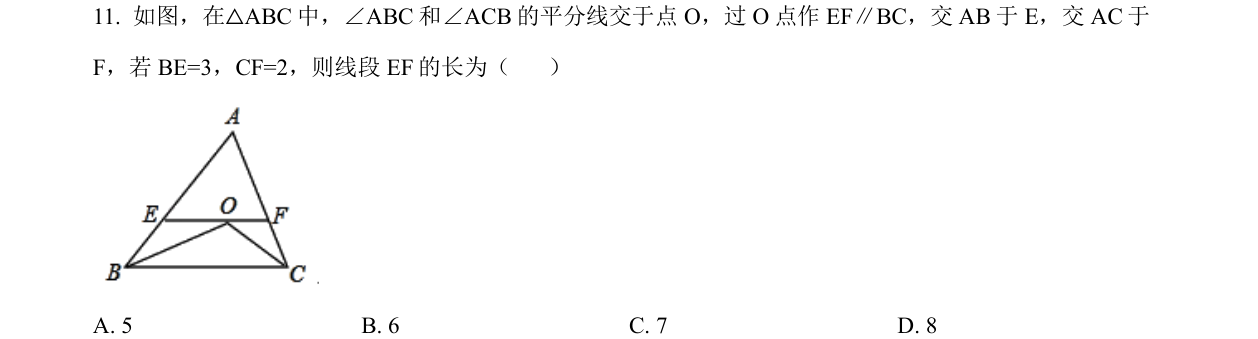 11. 如图，在△ABC 中，∠ABC 和∠ACB 的平分线交于点 O，过 O 点作 EF∥BC，交 AB 于 E，交 AC 于
F，若 BE=3，CF=2，则线段 EF 的长为（　　）
A
E O F
B C
A. 5 B. 6 C. 7 D. 8